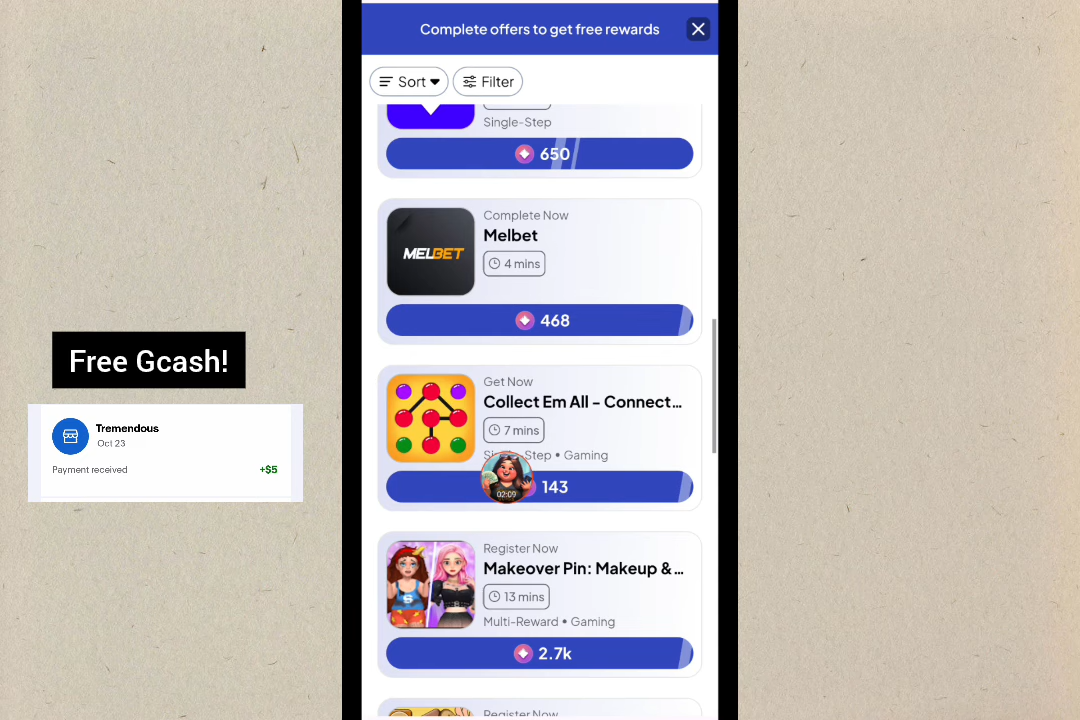 Complete offers to get free rewards
Sort
Filter
Single-Step
650
Complete Now
Melbet
MELBET
4 mins
468
Get Now
Collect Em All - Connect...
7 mins
Step • Gaming
02:09
143
Register Now
Makeover Pin: Makeup & ...
13 mins
Multi-Reward • Gaming
2.7k
Register Now
Free Gcash!
Tremendous
Oct 23
Payment received
+$5